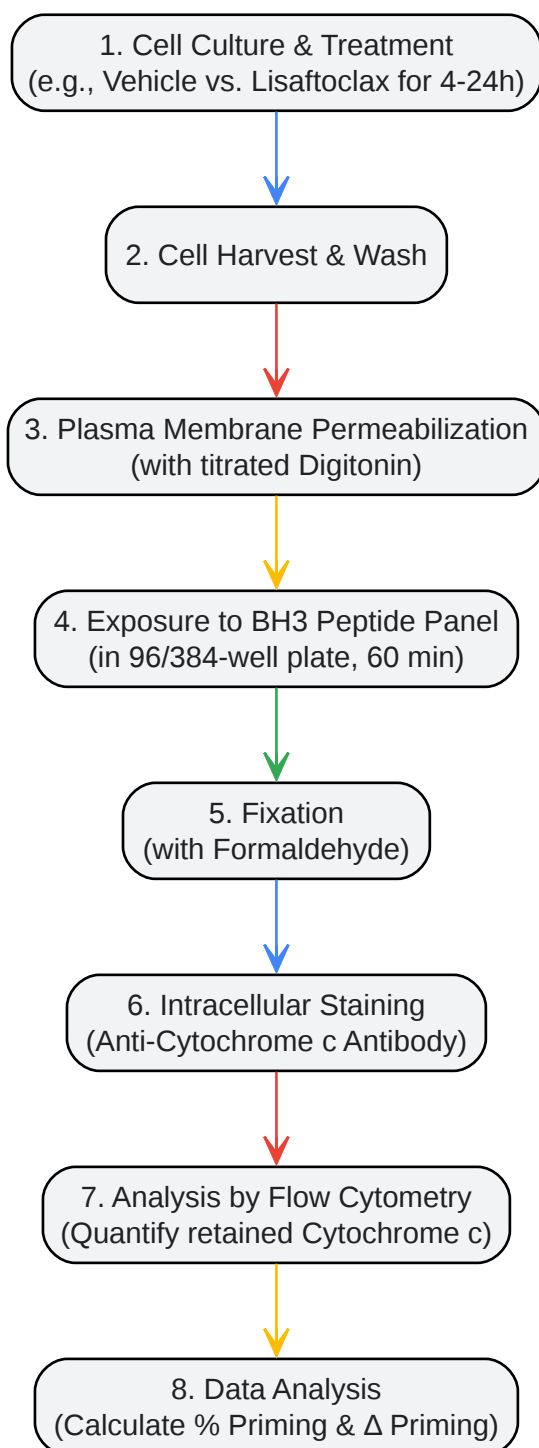 1. Cell Culture & Treatment
(e.g., Vehicle vs. Lisaftoclax for 4-24h)
2. Cell Harvest & Wash
3. Plasma Membrane Permeabilization
(with titrated Digitonin)
4. Exposure to BH3 Peptide Panel
(in 96/384-well plate, 60 min)
5. Fixation
(with Formaldehyde)
6. Intracellular Staining
(Anti-Cytochrome c Antibody)
7. Analysis by Flow Cytometry
(Quantify retained Cytochrome c)
8. Data Analysis
(Calculate % Priming & Δ Priming)